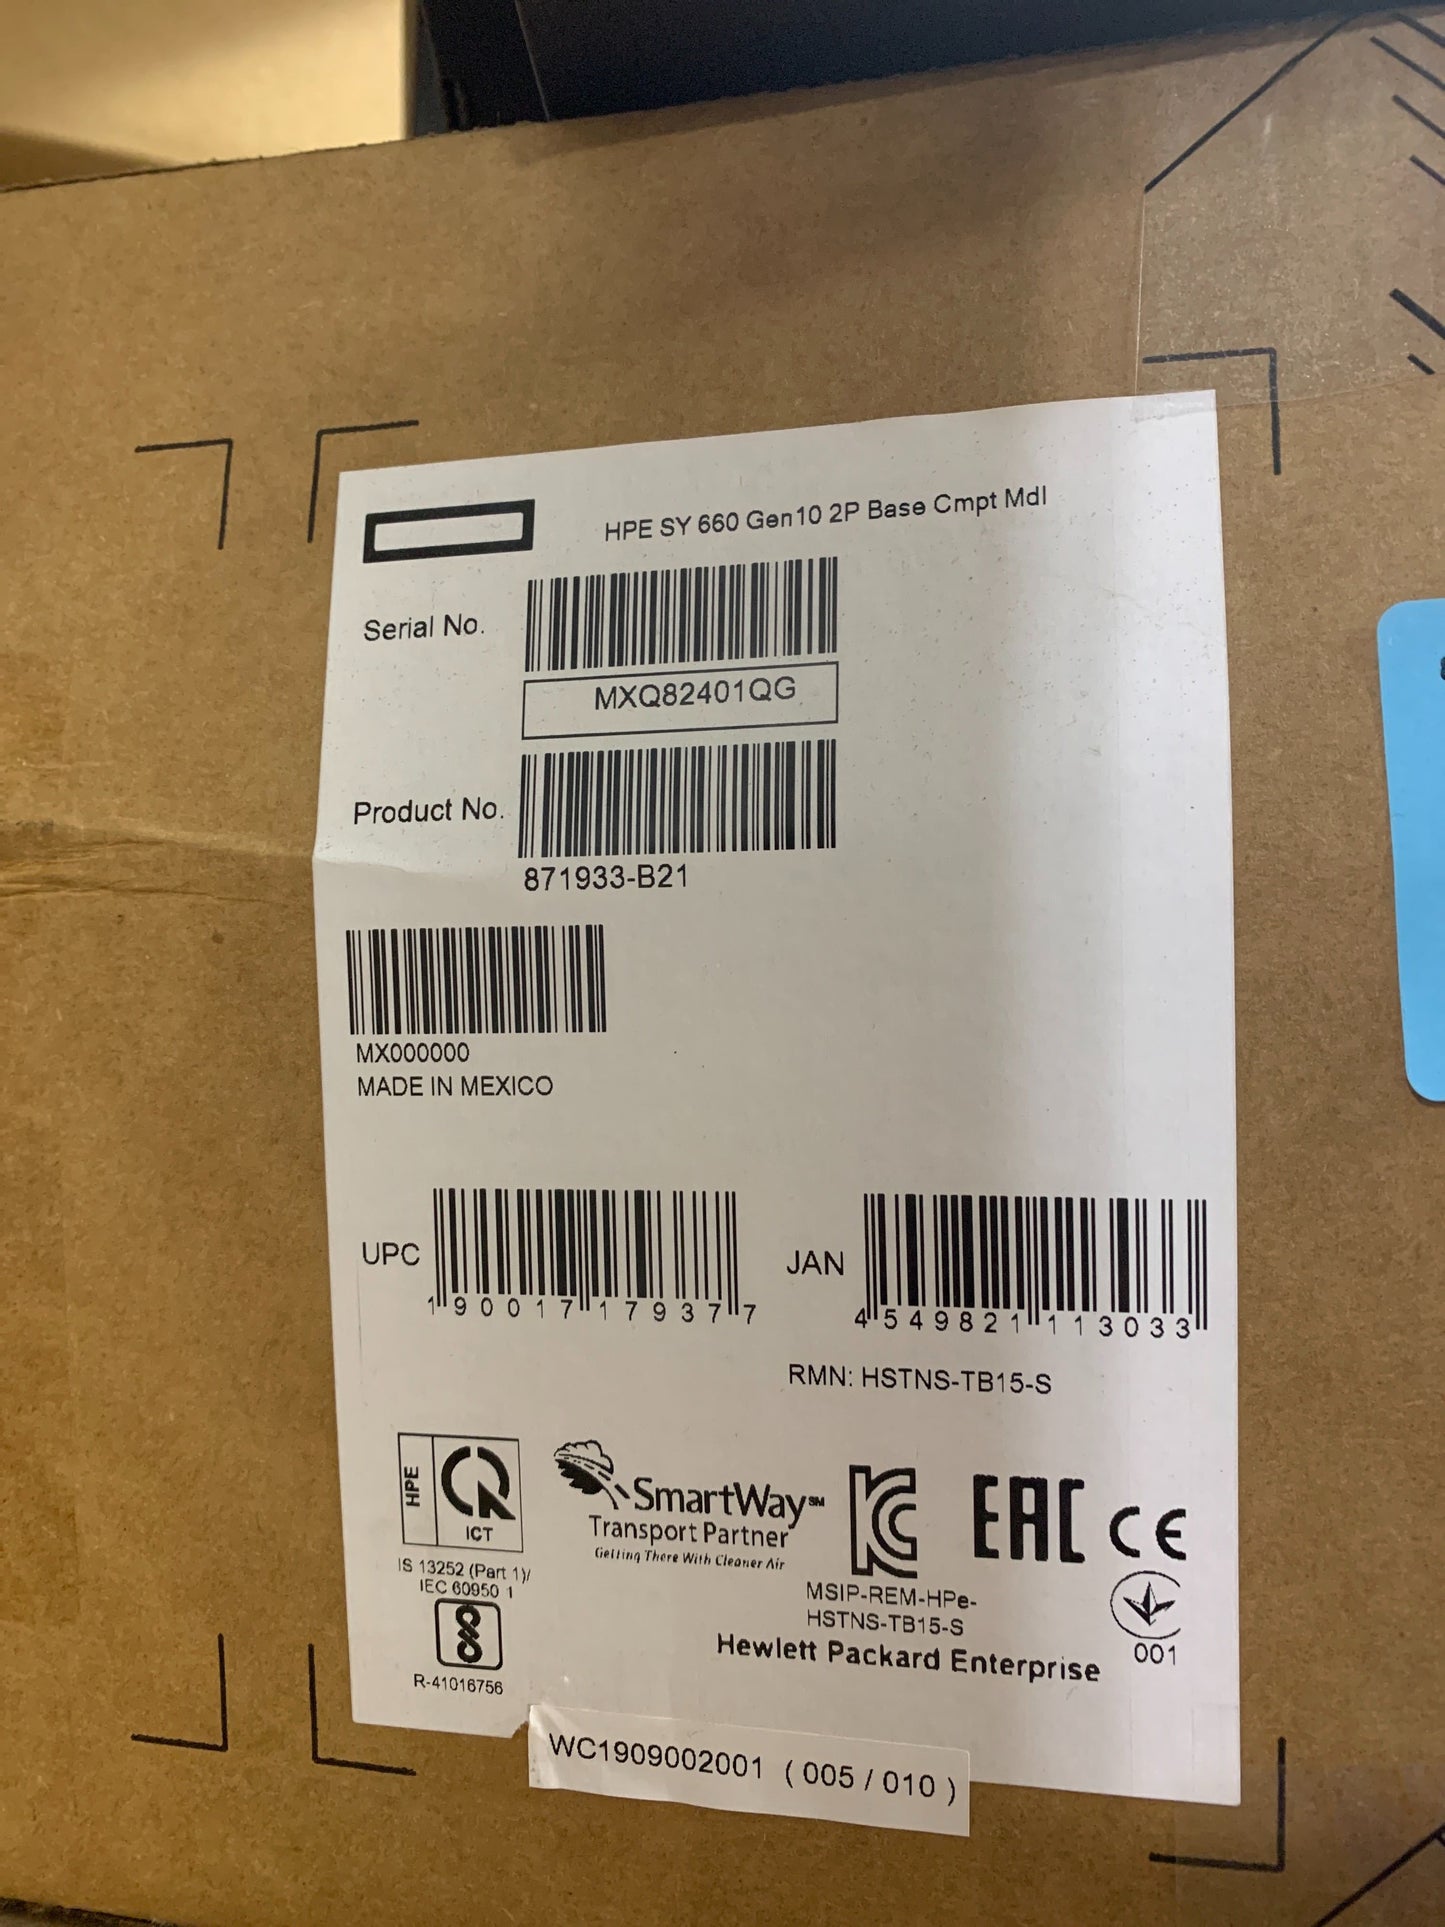 HPE SY 660 Gen10 2P Base Cmpt Mdl
Serial No.
MXQ82401QG
Product No.
871933-B21
MX000000
MADE IN MEXICO
UPC
1 90017 17937 7
JAN
4 549821 113033
RMN: HSTNS-TB15-S
HPE
ICT
IS 13252 (Part 1)/
IEC 60950 1
R-41016756
SmartWay℠
Transport Partner
Getting There With Cleaner Air
MSIP-REM-HPe-
HSTNS-TB15-S
EAC
CE
001
Hewlett Packard Enterprise
WC1909002001 ( 005 / 010 )